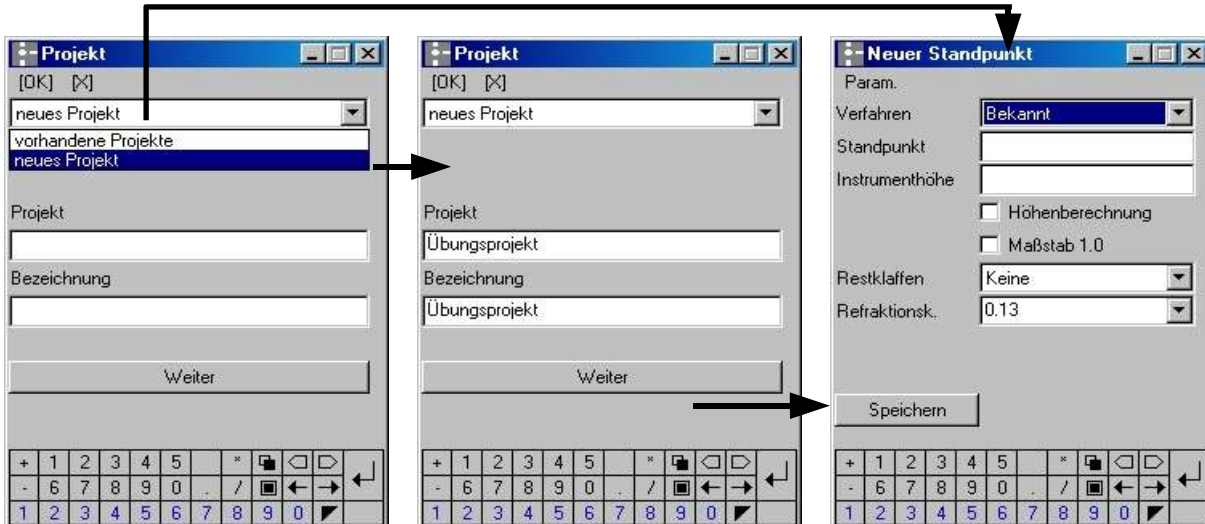 Projekt
[OK] [X]
neues Projekt
vorhandene Projekte
neues Projekt
Projekt
Bezeichnung
Weiter
+ 1 2 3 4 5 *
- 6 7 8 9 0 . /
1 2 3 4 5 6 7 8 9 0
Projekt
[OK] [X]
neues Projekt
Projekt
Übungsprojekt
Bezeichnung
Übungsprojekt
Weiter
+ 1 2 3 4 5 *
- 6 7 8 9 0 . /
1 2 3 4 5 6 7 8 9 0
Neuer Standpunkt
Param.
Verfahren Bekannt
Standpunkt
Instrumenthöhe
Höhenberechnung
Maßstab 1.0
Restklaffen Keine
Refraktionsk. 0.13
Speichern
+ 1 2 3 4 5 *
- 6 7 8 9 0 . /
1 2 3 4 5 6 7 8 9 0